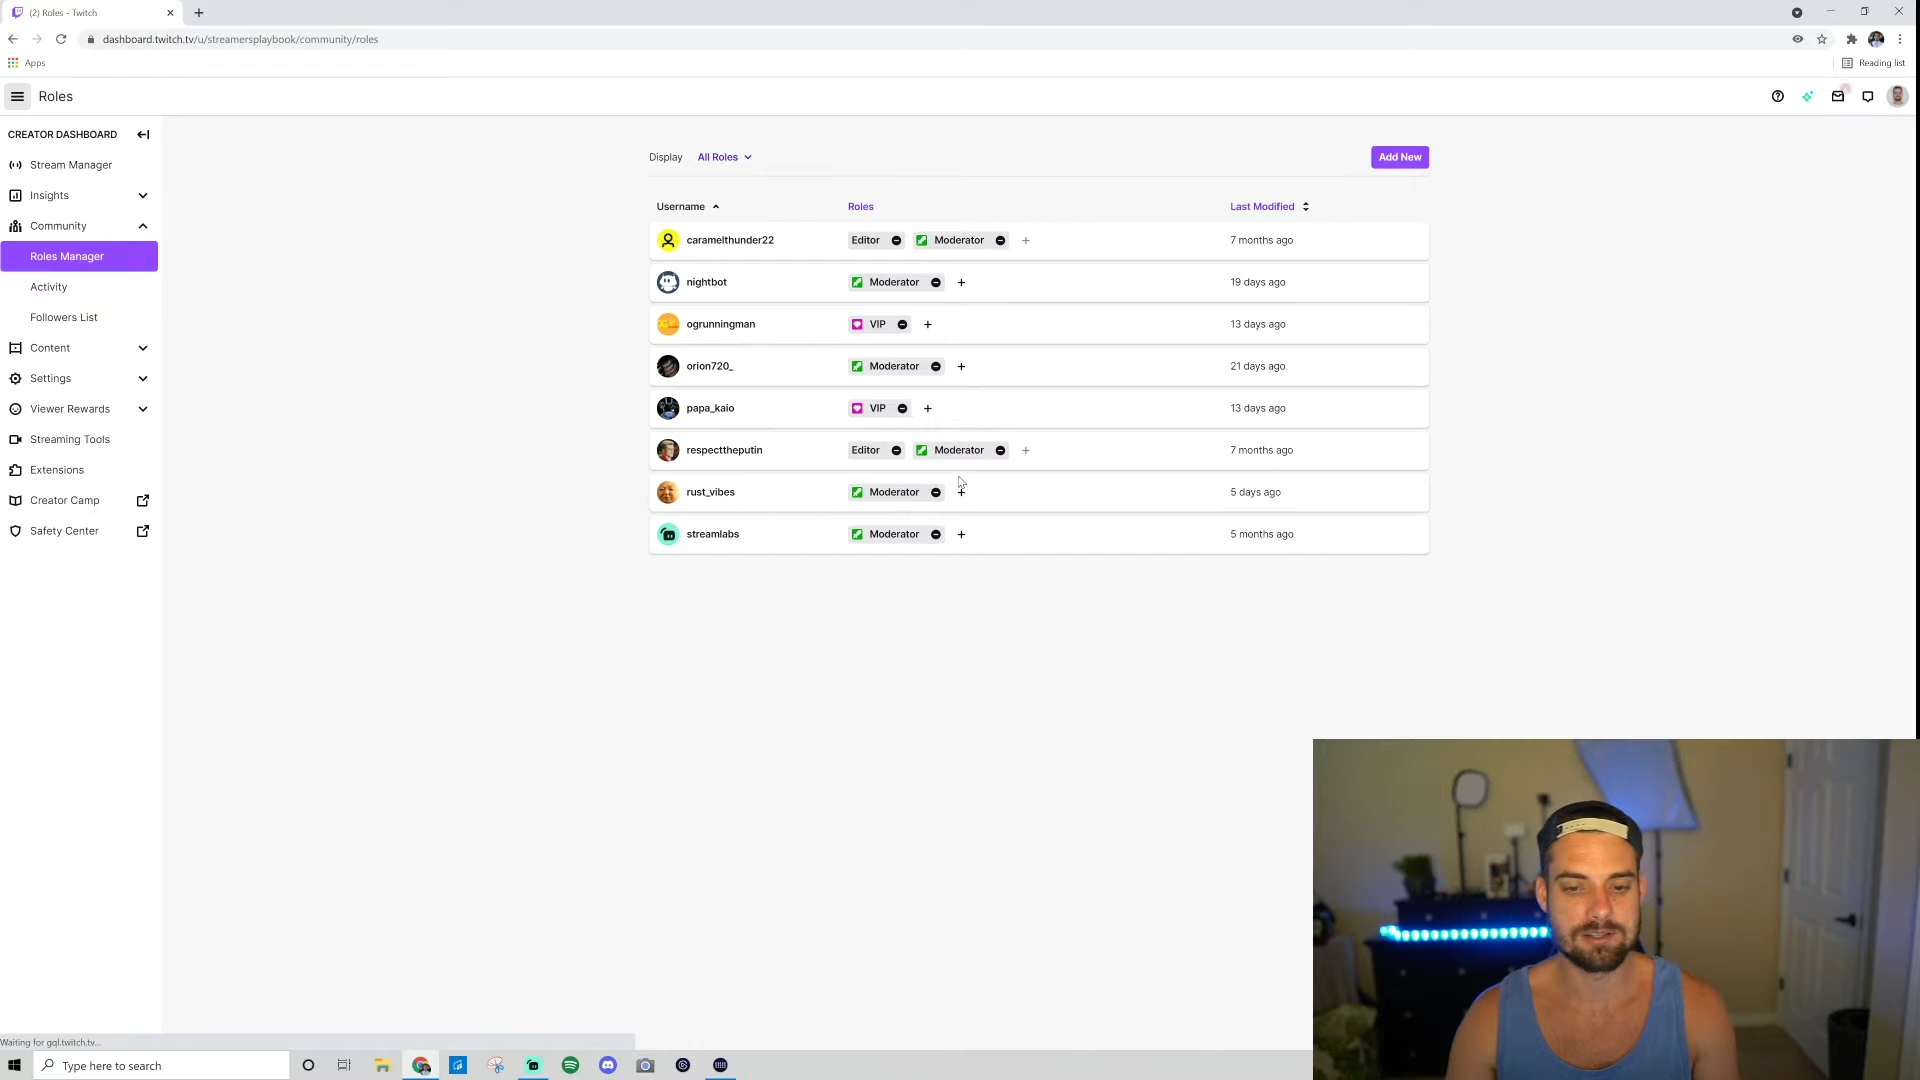 (2) Roles - Twitch
dashboard.twitch.tv/u/streamersplaybook/community/roles
Apps
Reading list
Roles
CREATOR DASHBOARD
Stream Manager
Insights
Community
Roles Manager
Activity
Followers List
Content
Settings
Viewer Rewards
Streaming Tools
Extensions
Creator Camp
Safety Center
Display All Roles
Add New
Username Roles Last Modified
caramelthunder22 Editor Moderator 7 months ago
nightbot Moderator 19 days ago
ogrunningman VIP 13 days ago
orion720_ Moderator 21 days ago
papa_kaio VIP 13 days ago
respecttheputin Editor Moderator 7 months ago
rust_vibes Moderator 5 days ago
streamlabs Moderator 5 months ago
Waiting for gql.twitch.tv...
Type here to search